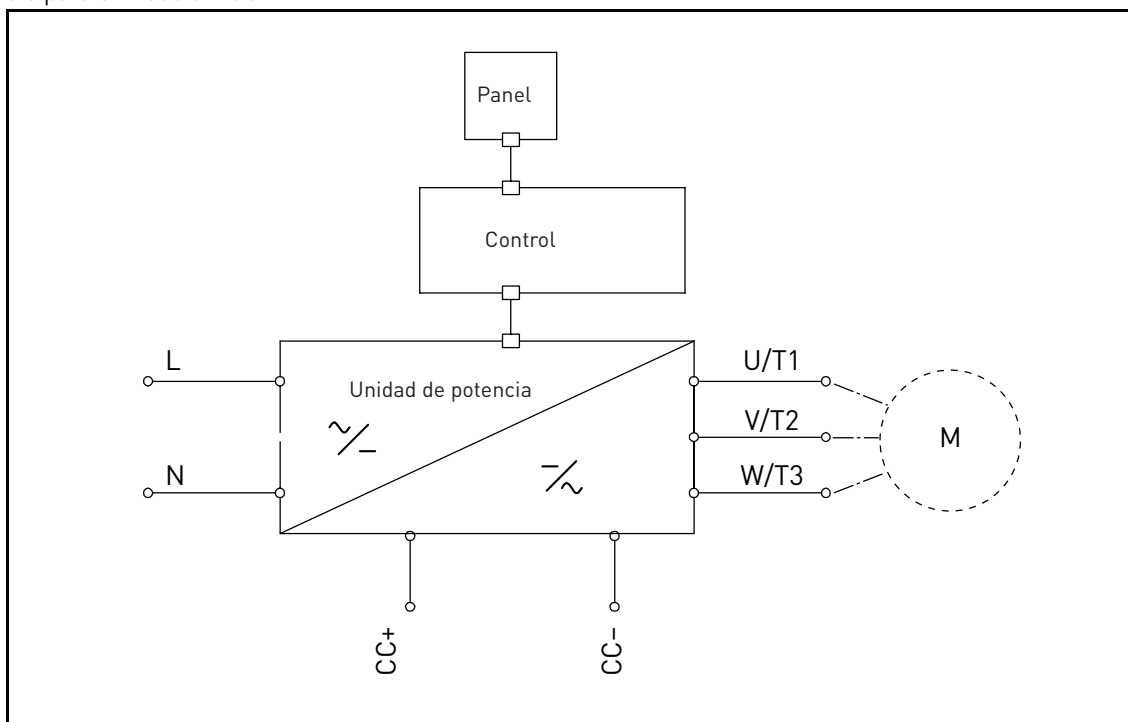 Panel
Control
Unidad de potencia
L
N
U/T1
V/T2
W/T3
M
CC+
CC-